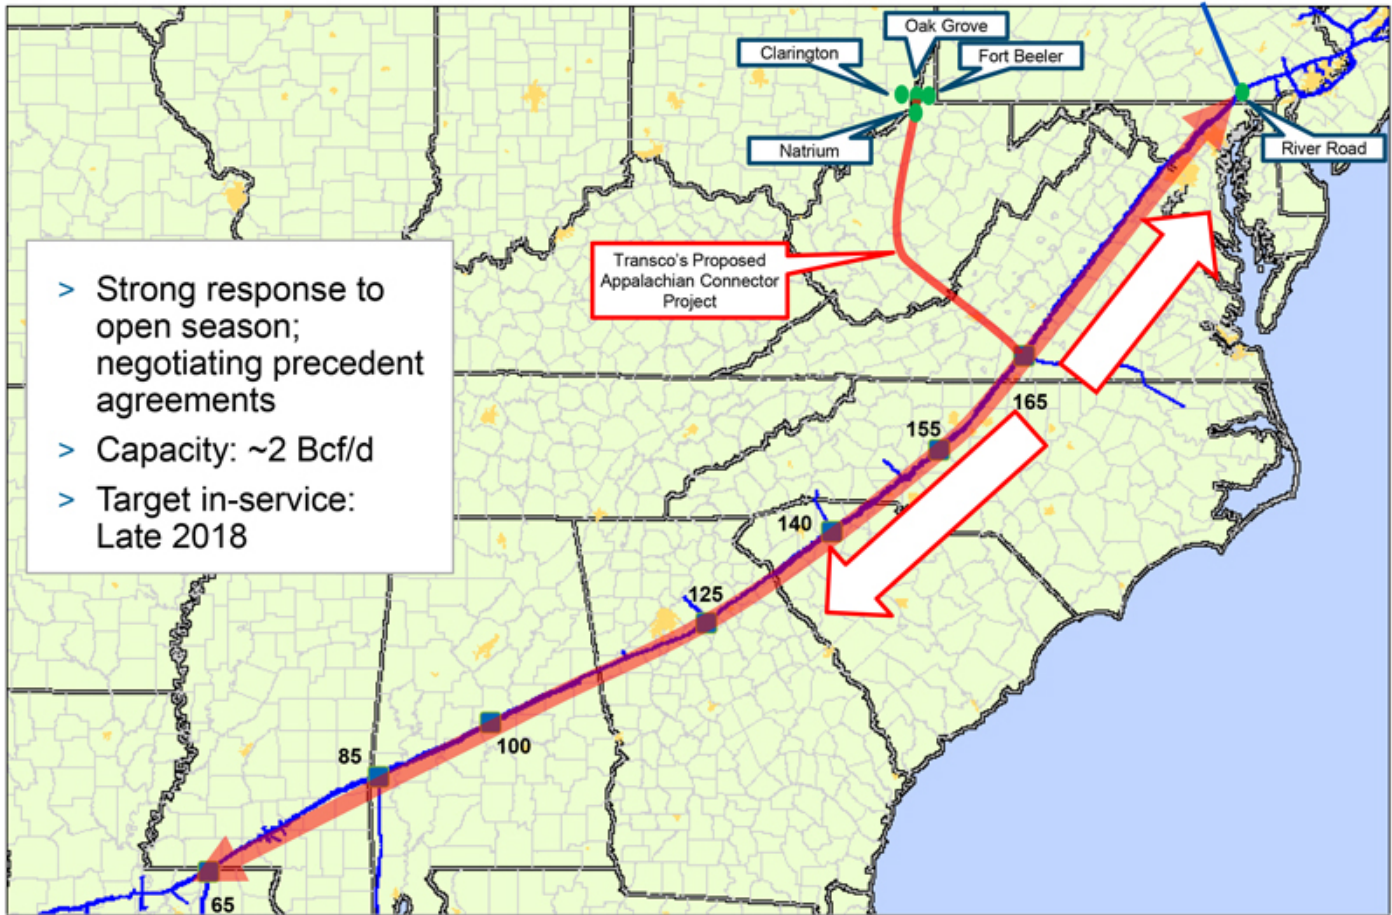 Oak Grove
Clarington
Fort Beeler
Natrium
River Road
Transco's Proposed
Appalachian Connector
Project
> Strong response to
open season;
negotiating precedent
agreements
> Capacity: ~2 Bcf/d
> Target in-service:
Late 2018
165
155
140
125
100
85
65